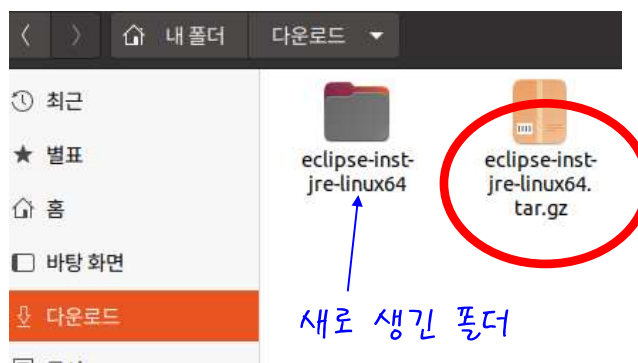 내 폴더 다운로드
최근
별표
홈
바탕 화면
다운로드
eclipse-inst-
jre-linux64
eclipse-inst-
jre-linux64.
tar.gz
새로 생긴 폴더